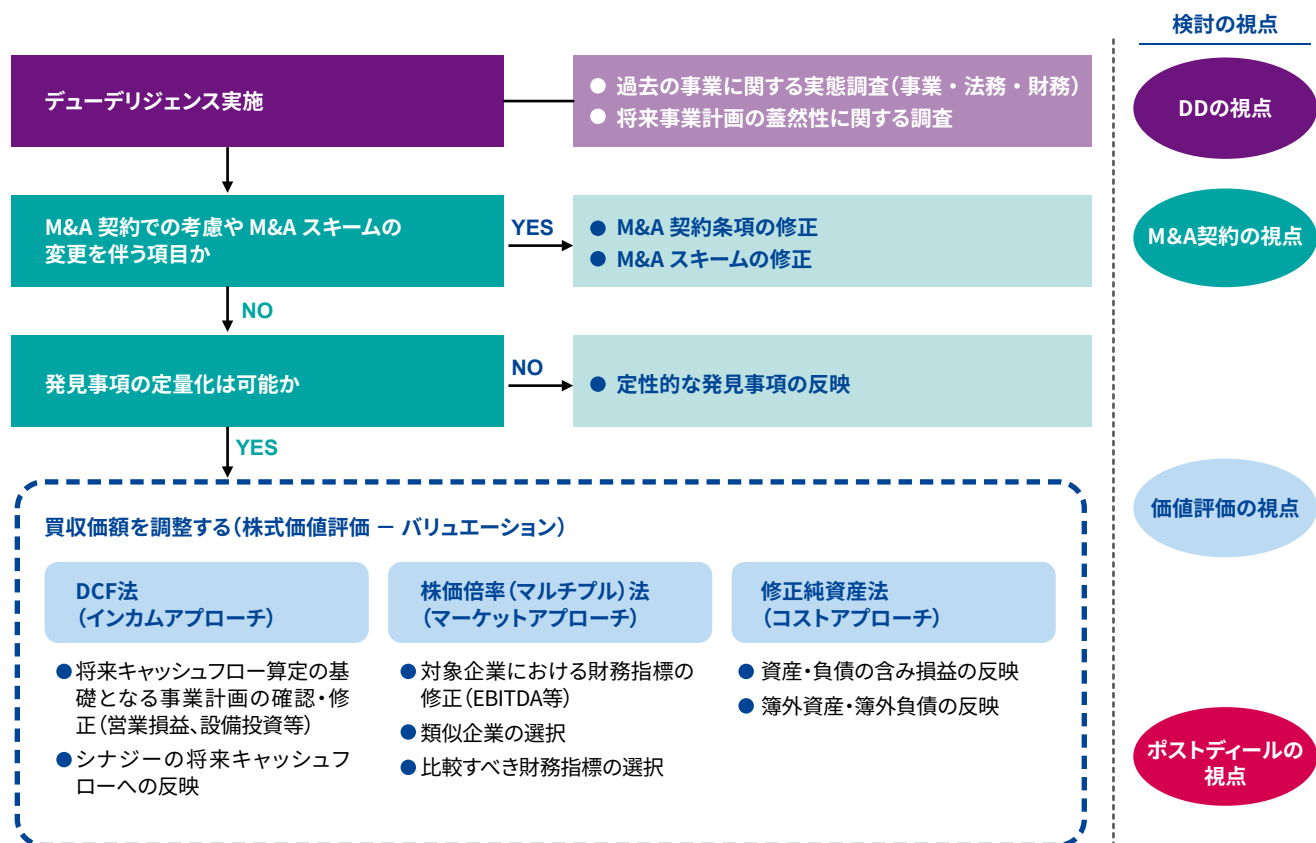 検討の視点
デューデリジェンス実施
● 過去の事業に関する実態調査(事業・法務・財務)
● 将来事業計画の蓋然性に関する調査
DDの視点
M&A 契約での考慮や M&A スキームの
変更を伴う項目か
YES
● M&A 契約条項の修正
● M&A スキームの修正
M&A契約の視点
NO
発見事項の定量化は可能か
NO
● 定性的な発見事項の反映
YES
価値評価の視点
買収価額を調整する(株式価値評価 － バリュエーション)
DCF法
(インカムアプローチ)
● 将来キャッシュフロー算定の基
礎となる事業計画の確認・修
正(営業損益、設備投資等)
● シナジーの将来キャッシュフ
ローへの反映
株価倍率(マルチプル)法
(マーケットアプローチ)
● 対象企業における財務指標の
修正(EBITDA等)
● 類似企業の選択
● 比較すべき財務指標の選択
修正純資産法
(コストアプローチ)
● 資産・負債の含み損益の反映
● 簿外資産・簿外負債の反映
ポストディールの
視点